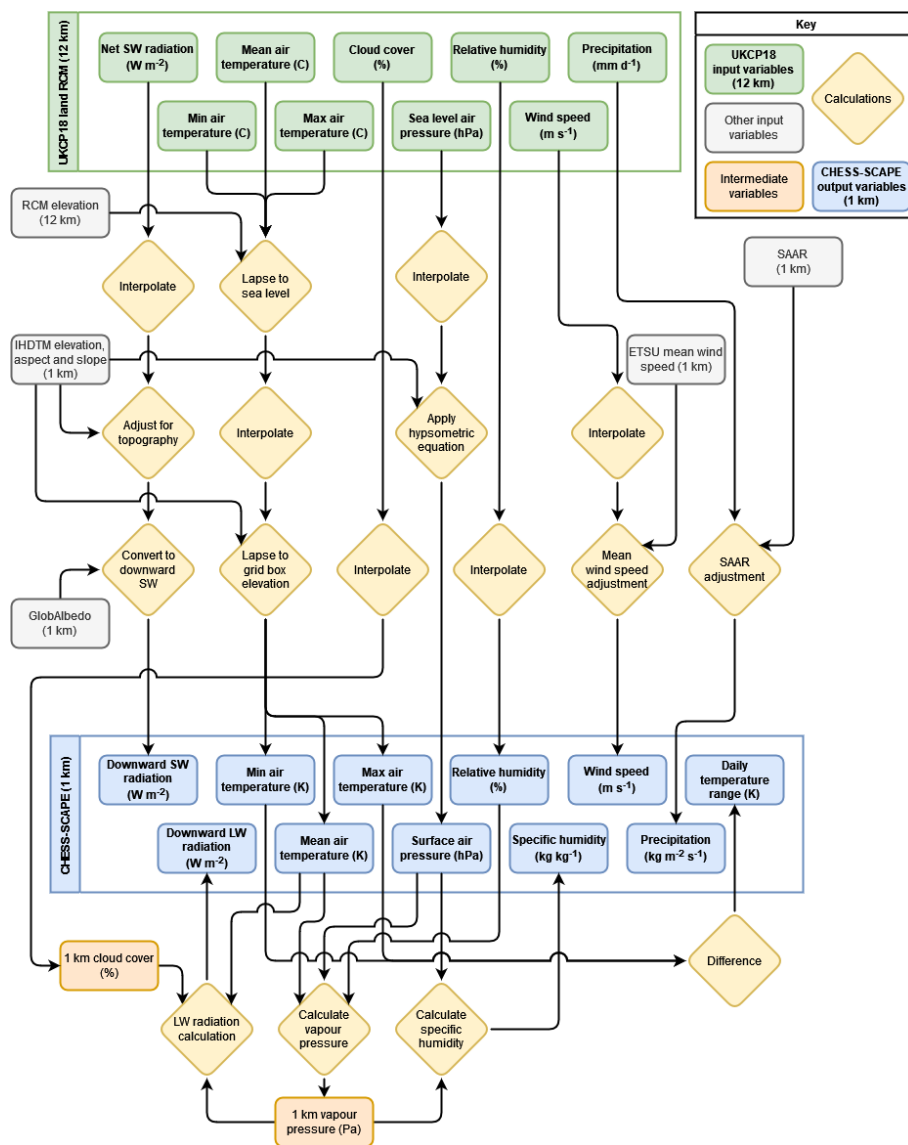 UKCP18 land RCM (12 km)
Net SW radiation
(W m-2)
Mean air
temperature (C)
Cloud cover
(%)
Relative humidity
(%)
Precipitation
(mm d-1)
Min air
temperature (C)
Max air
temperature (C)
Sea level air
pressure (hPa)
Wind speed
(m s-1)
Key
UKCP18
input variables
(12 km)
Calculations
Other input
variables
Intermediate
variables
CHESS-SCAPE
output variables
(1 km)
RCM elevation
(12 km)
Interpolate
Lapse to
sea level
Interpolate
SAAR
(1 km)
IHDTM elevation,
aspect and slope
(1 km)
ETSU mean wind
speed (1 km)
Adjust for
topography
Interpolate
Apply
hypsometric
equation
Interpolate
Convert to
downward
SW
Lapse to
grid box
elevation
Interpolate
Interpolate
Mean
wind speed
adjustment
SAAR
adjustment
GlobAlbedo
(1 km)
CHESS-SCAPE (1 km)
Downward SW
radiation
(W m-2)
Min air
temperature (K)
Max air
temperature (K)
Relative humidity
(%)
Wind speed
(m s-1)
Daily
temperature
range (K)
Downward LW
radiation
(W m-2)
Mean air
temperature (K)
Surface air
pressure (hPa)
Specific humidity
(kg kg-1)
Precipitation
(kg m-2 s-1)
1 km cloud cover
(%)
Difference
LW radiation
calculation
Calculate
vapour
pressure
Calculate
specific
humidity
1 km vapour
pressure (Pa)